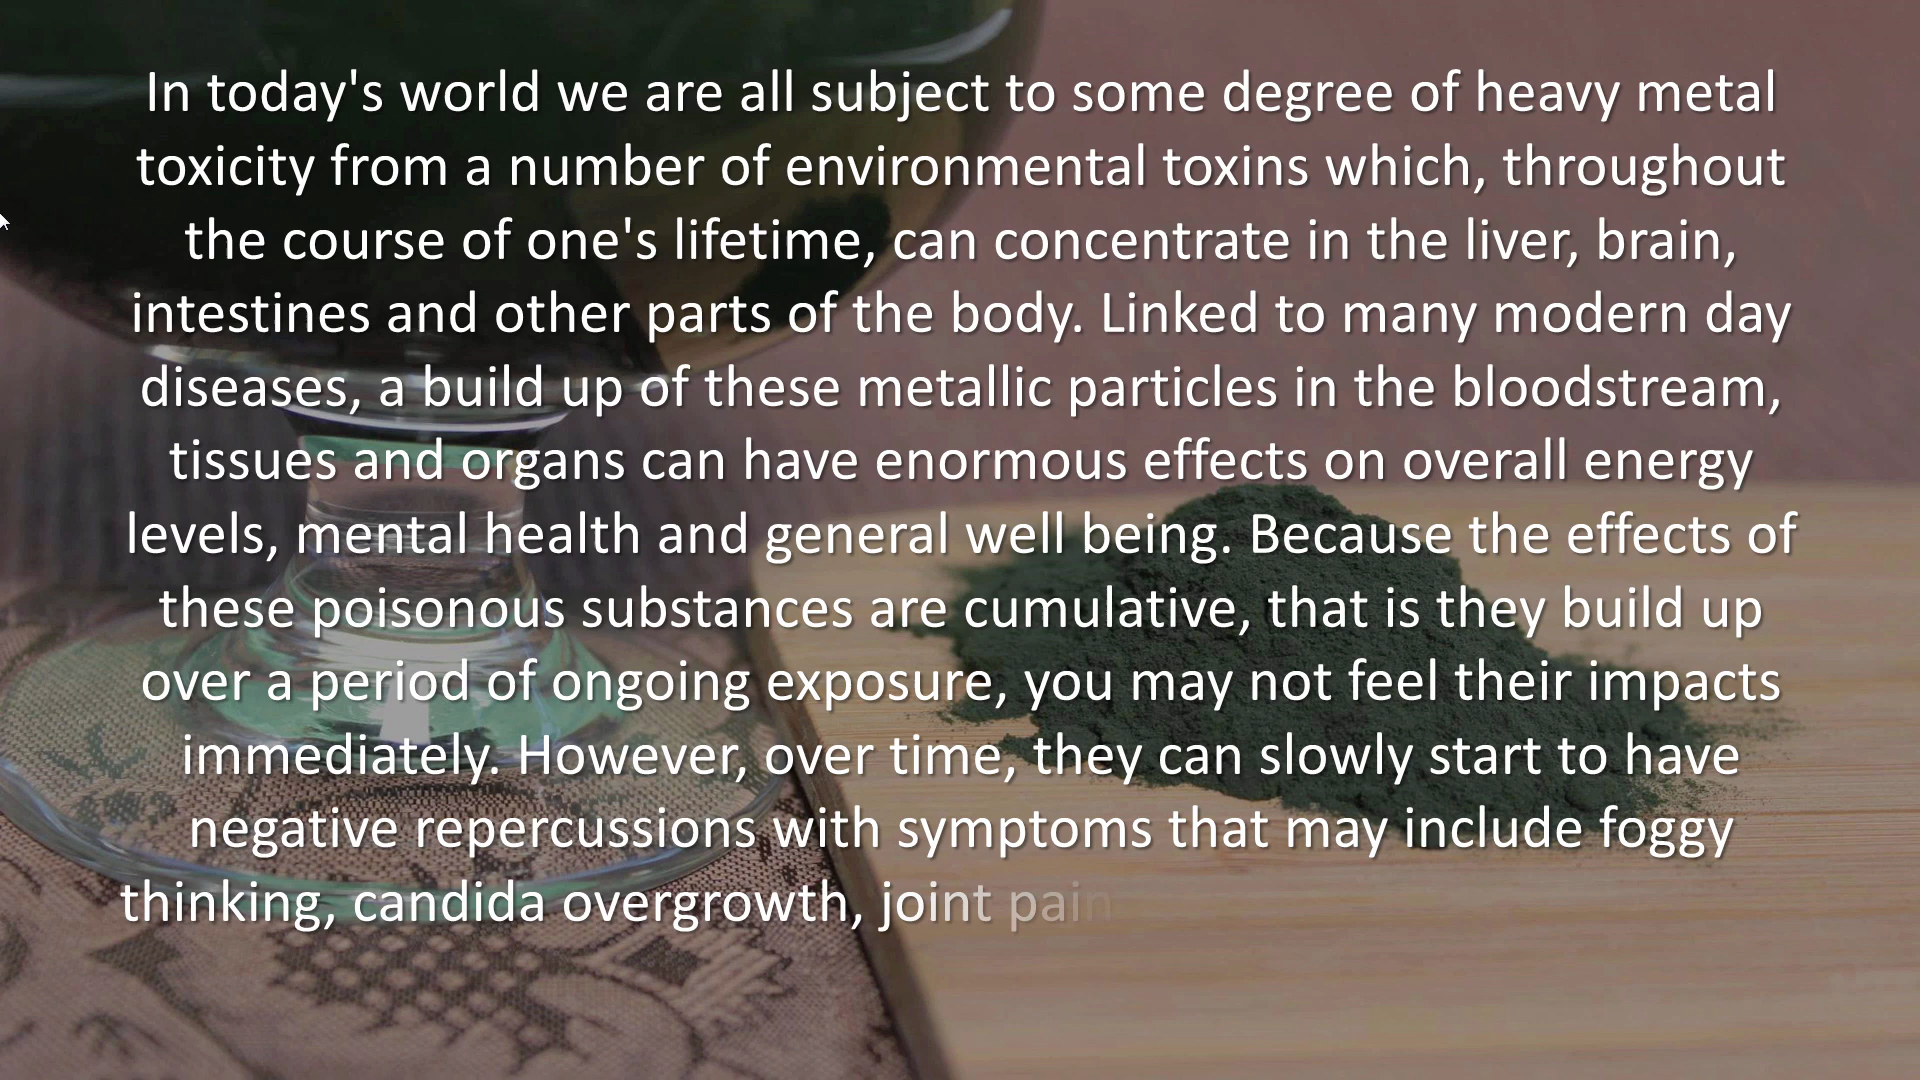 In today's world we are all subject to some degree of heavy metal
toxicity from a number of environmental toxins which, throughout
the course of one's lifetime, can concentrate in the liver, brain,
intestines and other parts of the body. Linked to many modern day
diseases, a build up of these metallic particles in the bloodstream,
tissues and organs can have enormous effects on overall energy
levels, mental health and general well being. Because the effects of
these poisonous substances are cumulative, that is they build up
over a period of ongoing exposure, you may not feel their impacts
immediately. However, over time, they can slowly start to have
negative repercussions with symptoms that may include foggy
thinking, candida overgrowth, joint pain